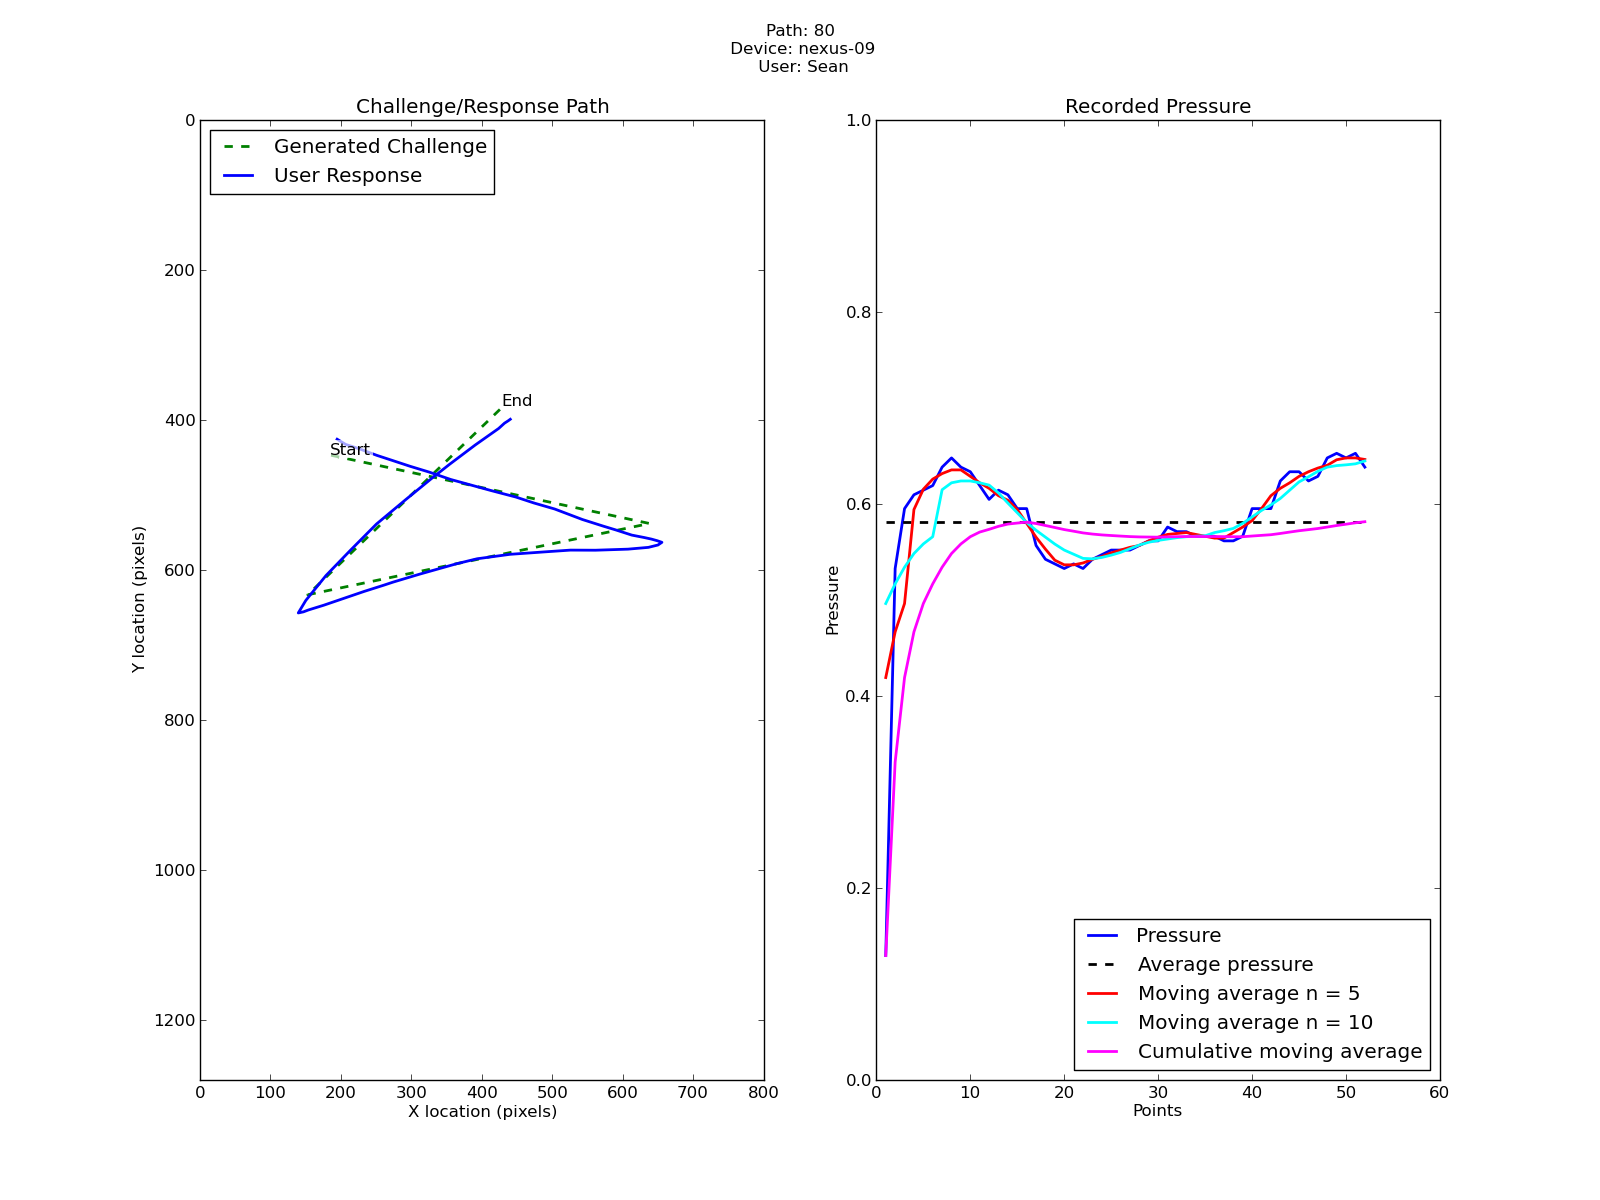 Path: 80
Device: nexus-09
User: Sean
Challenge/Response Path
Generated Challenge
User Response
Start
End
0
200
400
600
800
1000
1200
Y location (pixels)
0 100 200 300 400 500 600 700 800
X location (pixels)
Recorded Pressure
1.0
0.8
0.6
0.4
0.2
0.0
Pressure
Pressure
Average pressure
Moving average n = 5
Moving average n = 10
Cumulative moving average
0 10 20 30 40 50 60
Points